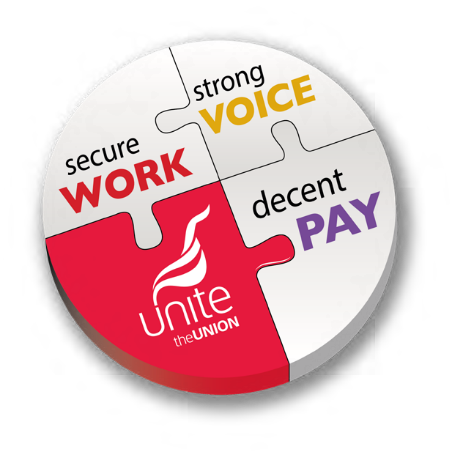 strong
VOICE
secure
WORK
decent
PAY
unite
theUNION